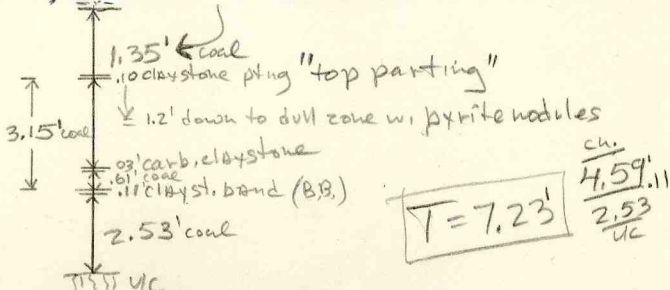 1.35' coal
.10 claystone ptng "top parting"
≅ 1.2' down to dull zone w. pyrite nodules
3.15' coal
.03' carb. claystone
.61' coal
.11' clayst. band (B.B.)
2.53' coal
U/C
T = 7.23'
ch.
4.59'
.11
2.53
U/C